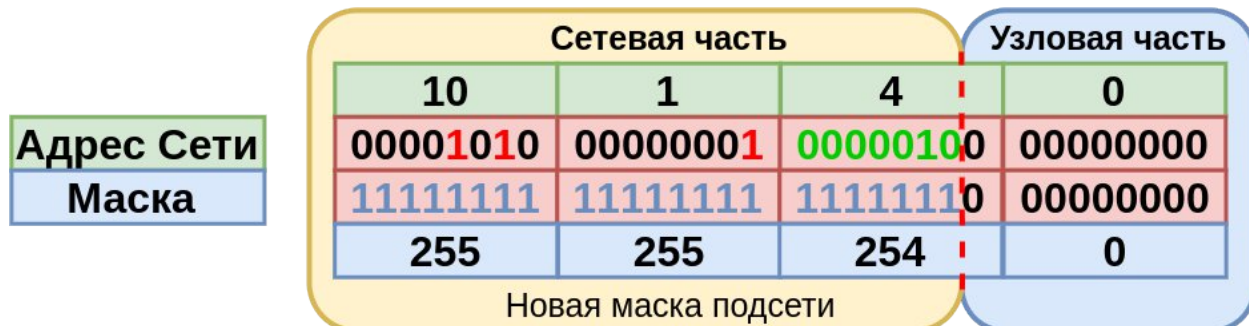 Сетевая часть Узловая часть
10 1 4 0
Адрес Сети 00001010 00000001 00000100 00000000
Маска 11111111 11111111 11111110 00000000
255 255 254 0
Новая маска подсети